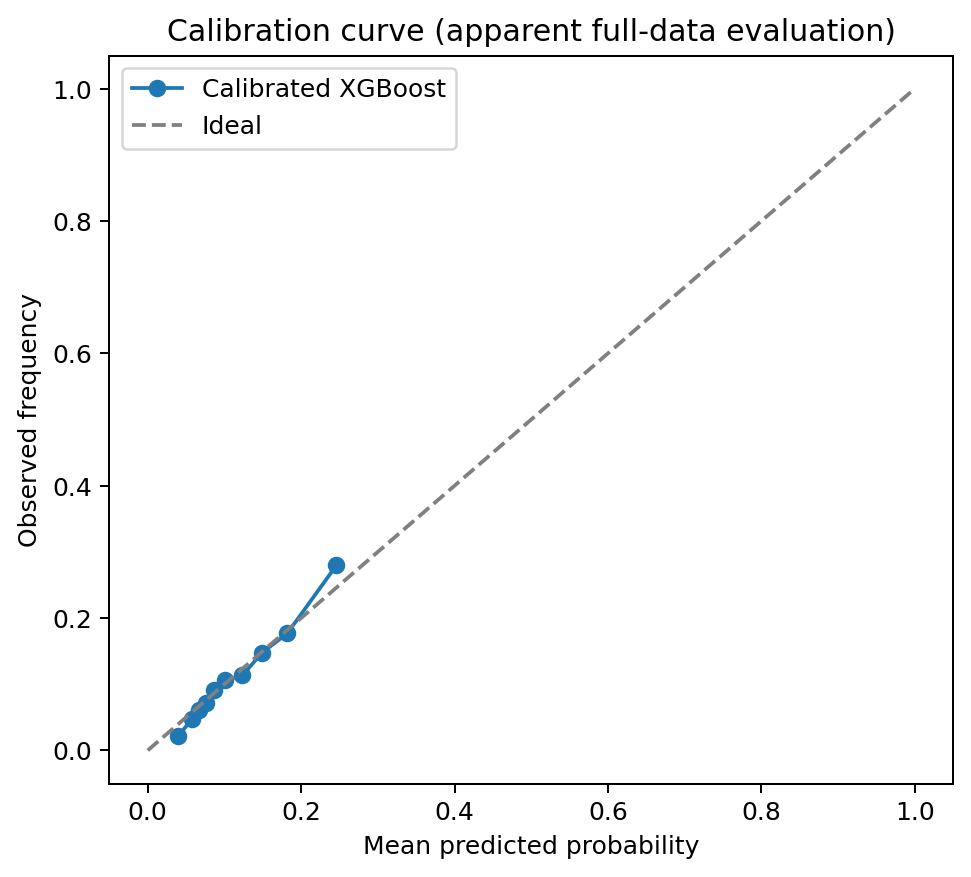 Calibration curve (apparent full-data evaluation)
Calibrated XGBoost
Ideal
1.0
0.8
0.6
0.4
0.2
0.0
Observed frequency
0.0 0.2 0.4 0.6 0.8 1.0
Mean predicted probability